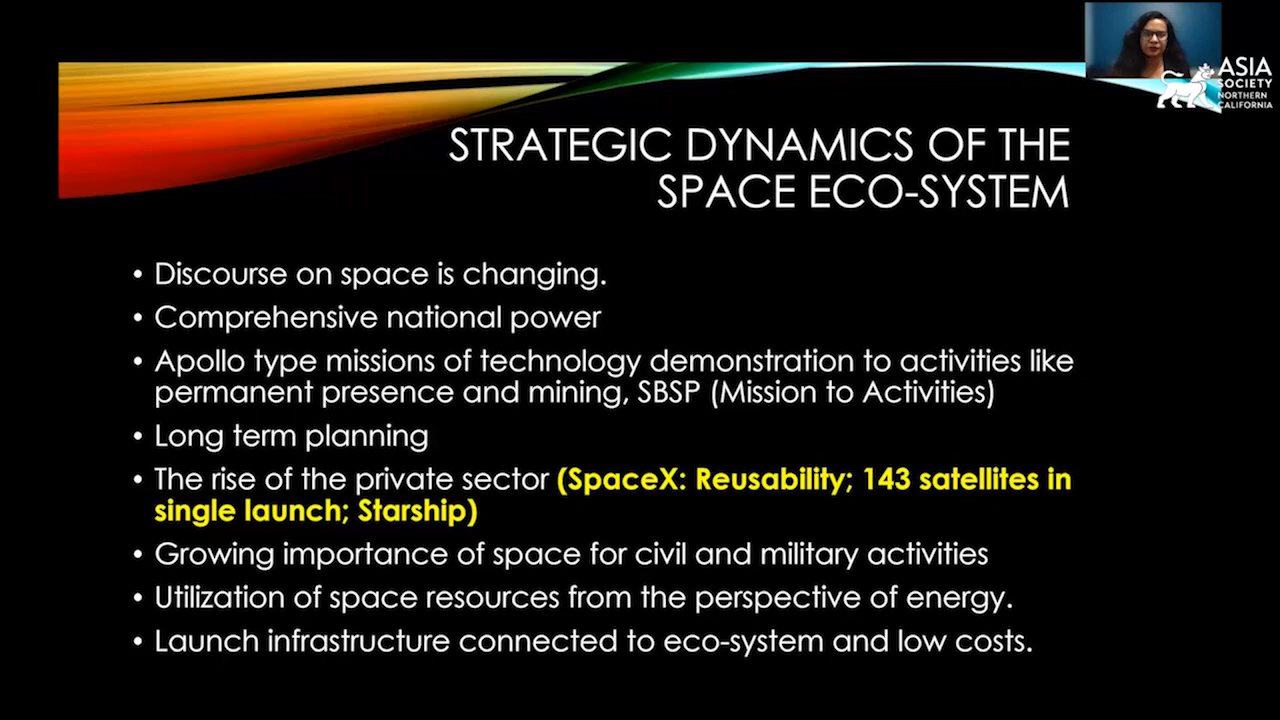 ASIA
SOCIETY
NORTHERN
CALIFORNIA
STRATEGIC DYNAMICS OF THE
SPACE ECO-SYSTEM
• Discourse on space is changing.
• Comprehensive national power
• Apollo type missions of technology demonstration to activities like
permanent presence and mining, SBSP (Mission to Activities)
• Long term planning
• The rise of the private sector (SpaceX: Reusability; 143 satellites in
single launch; Starship)
• Growing importance of space for civil and military activities
• Utilization of space resources from the perspective of energy.
• Launch infrastructure connected to eco-system and low costs.